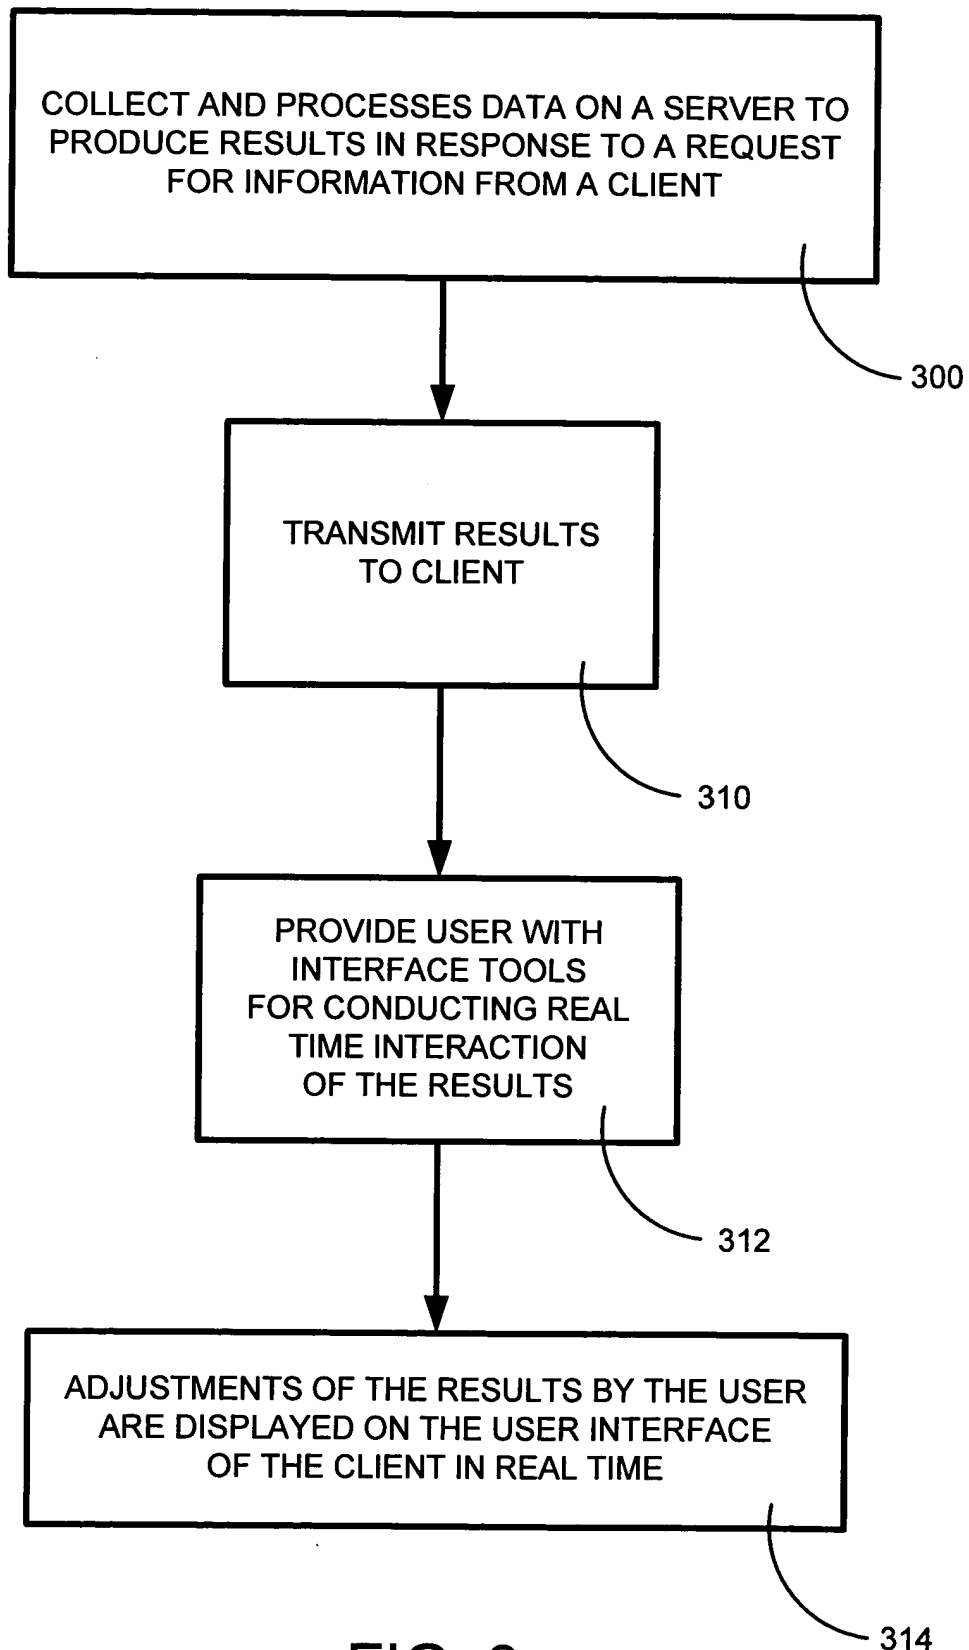 COLLECT AND PROCESSES DATA ON A SERVER TO
PRODUCE RESULTS IN RESPONSE TO A REQUEST
FOR INFORMATION FROM A CLIENT
300
TRANSMIT RESULTS
TO CLIENT
310
PROVIDE USER WITH
INTERFACE TOOLS
FOR CONDUCTING REAL
TIME INTERACTION
OF THE RESULTS
312
ADJUSTMENTS OF THE RESULTS BY THE USER
ARE DISPLAYED ON THE USER INTERFACE
OF THE CLIENT IN REAL TIME
314
FIG.